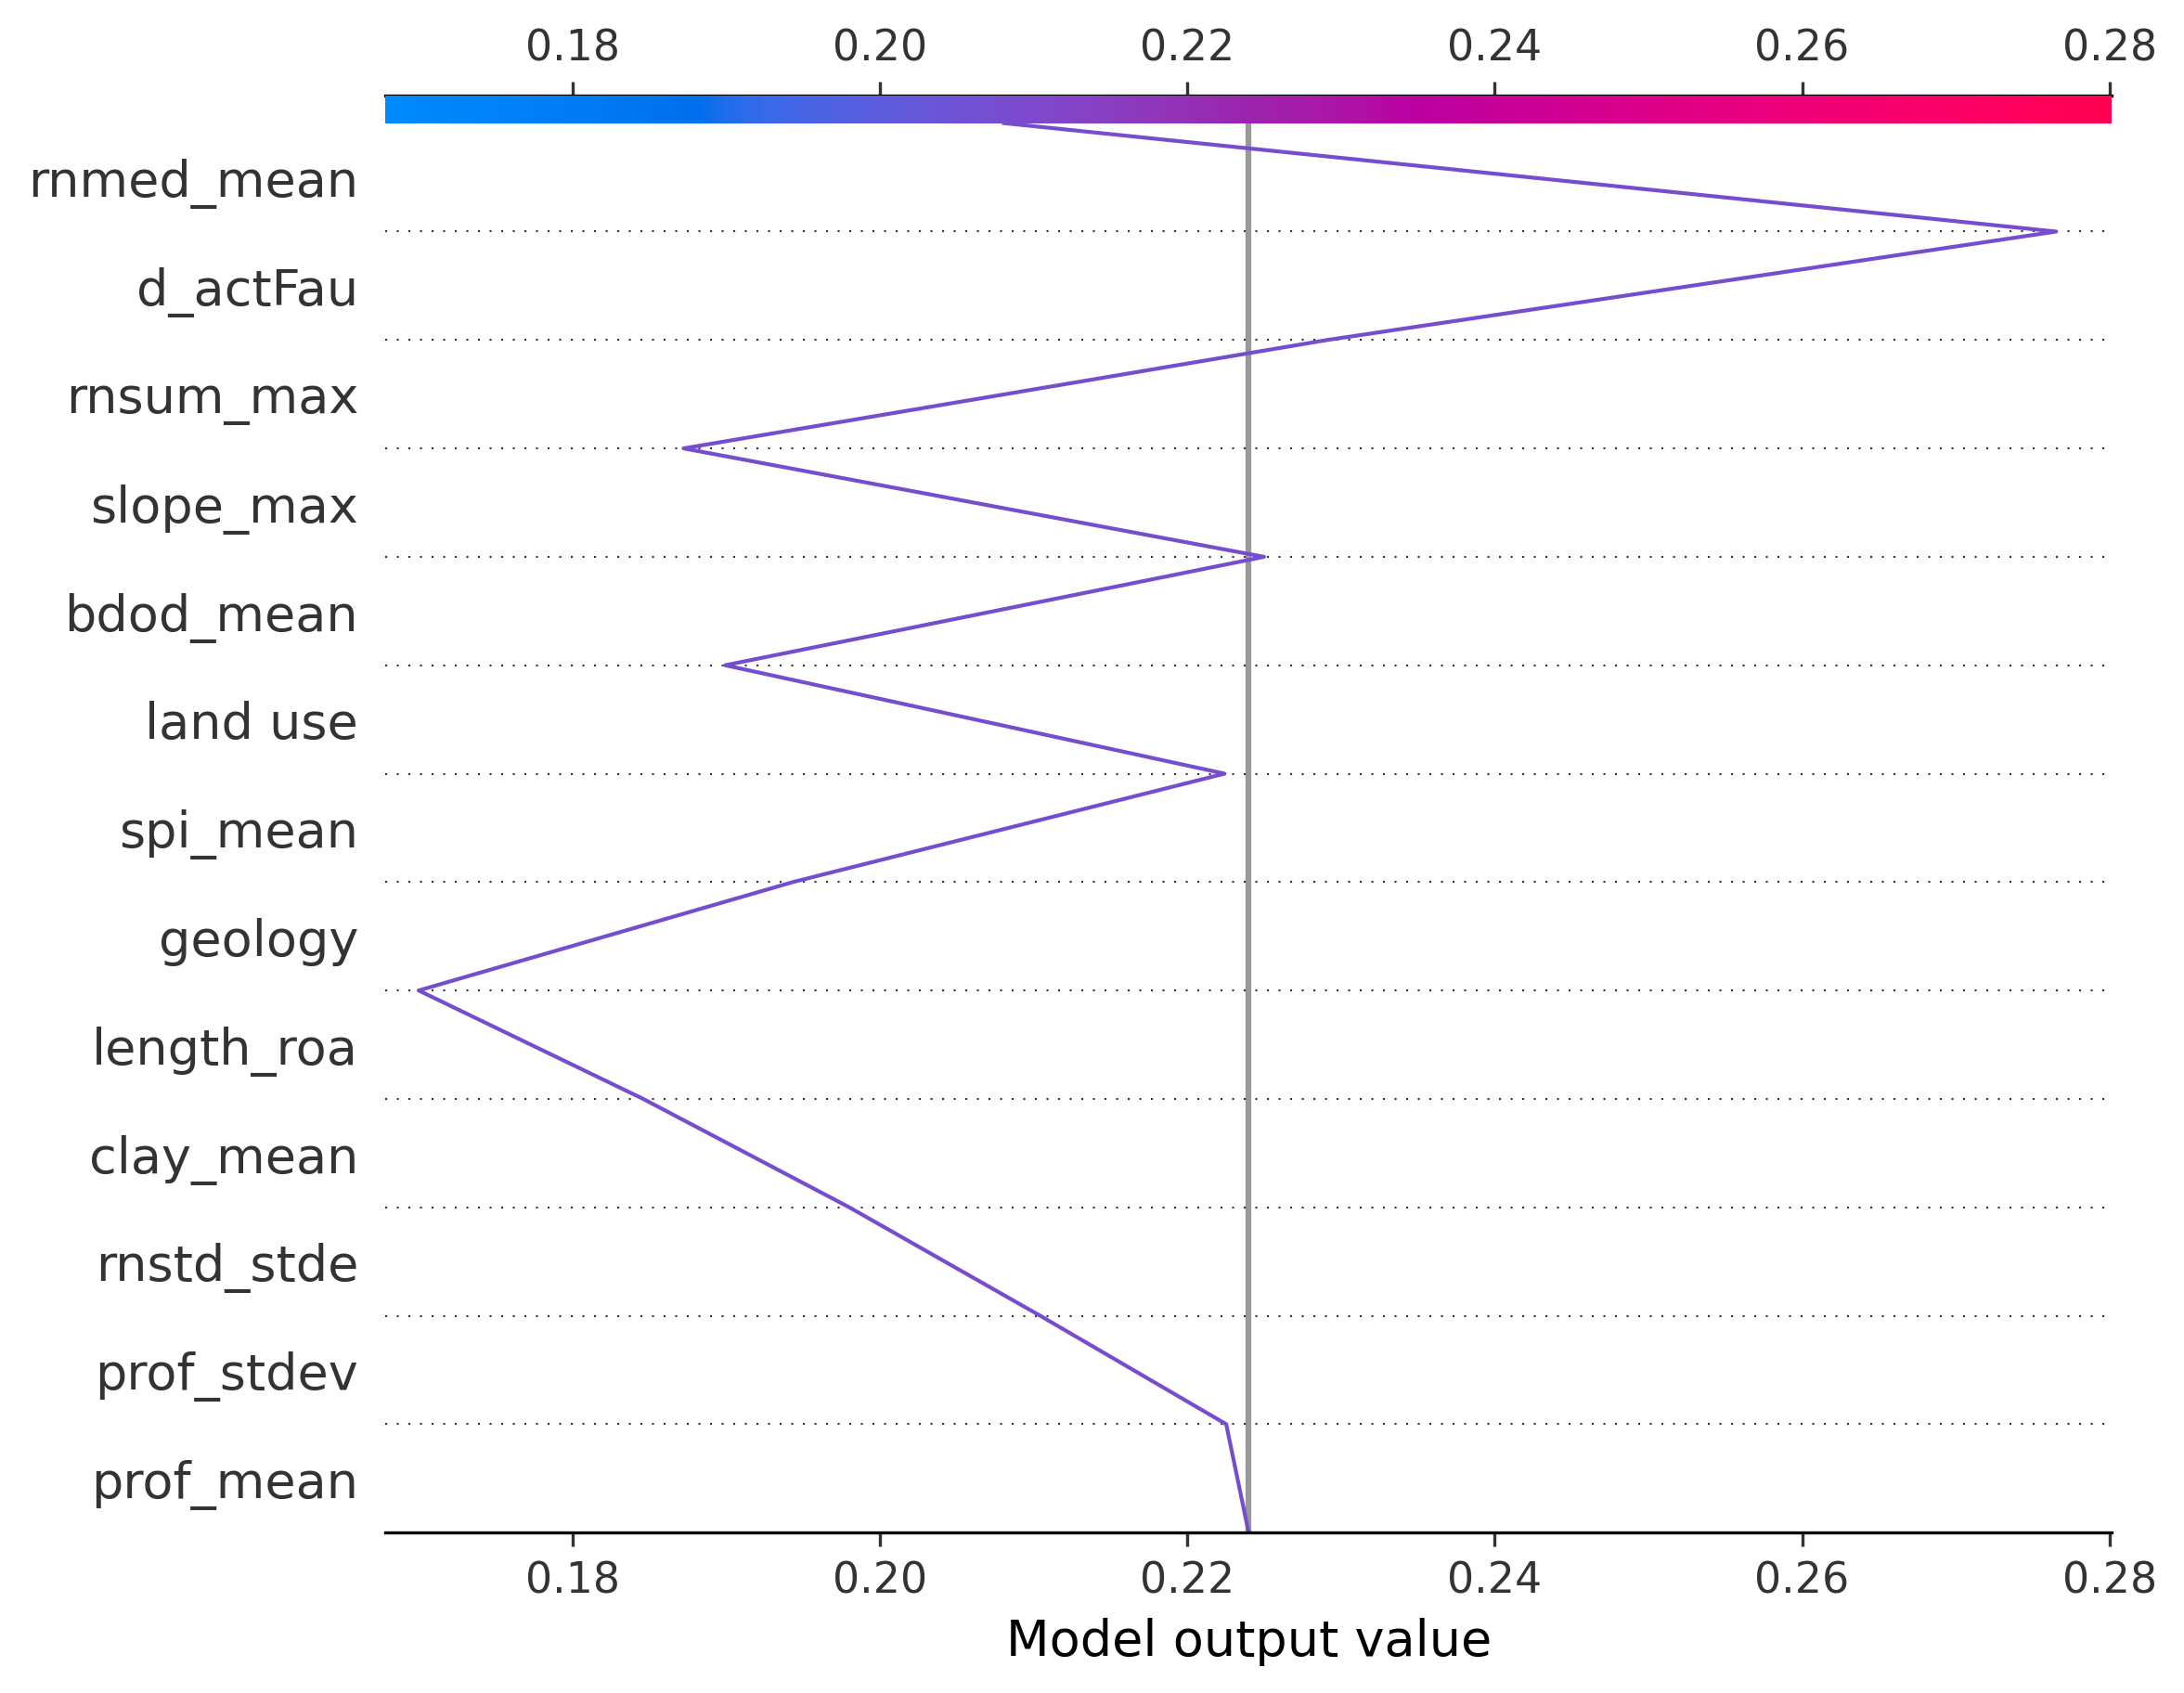 0.18 0.20 0.22 0.24 0.26 0.28
rnmed_mean
d_actFau
rnsum_max
slope_max
bdod_mean
land use
spi_mean
geology
length_roa
clay_mean
rnstd_stde
prof_stdev
prof_mean
0.18 0.20 0.22 0.24 0.26 0.28
Model output value